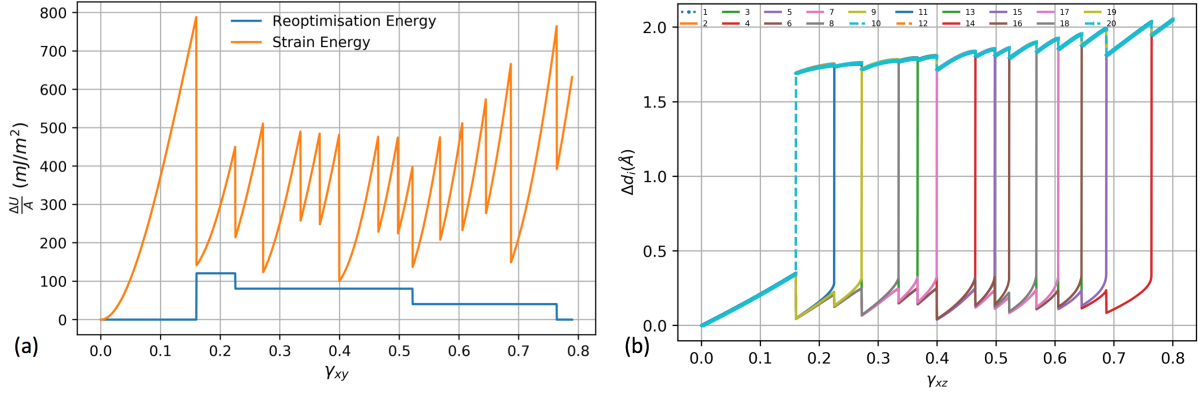 800
700
600
500
400
300
200
100
0
ΔU/A (mJ/m²)
Reoptimisation Energy
Strain Energy
0.0 0.1 0.2 0.3 0.4 0.5 0.6 0.7 0.8
γxy
(a)
1 3 5 7 9 11 13 15 17 19
2 4 6 8 10 12 14 16 18 20
2.0
1.5
1.0
0.5
0.0
Δdi(Å)
0.0 0.1 0.2 0.3 0.4 0.5 0.6 0.7 0.8
γxz
(b)